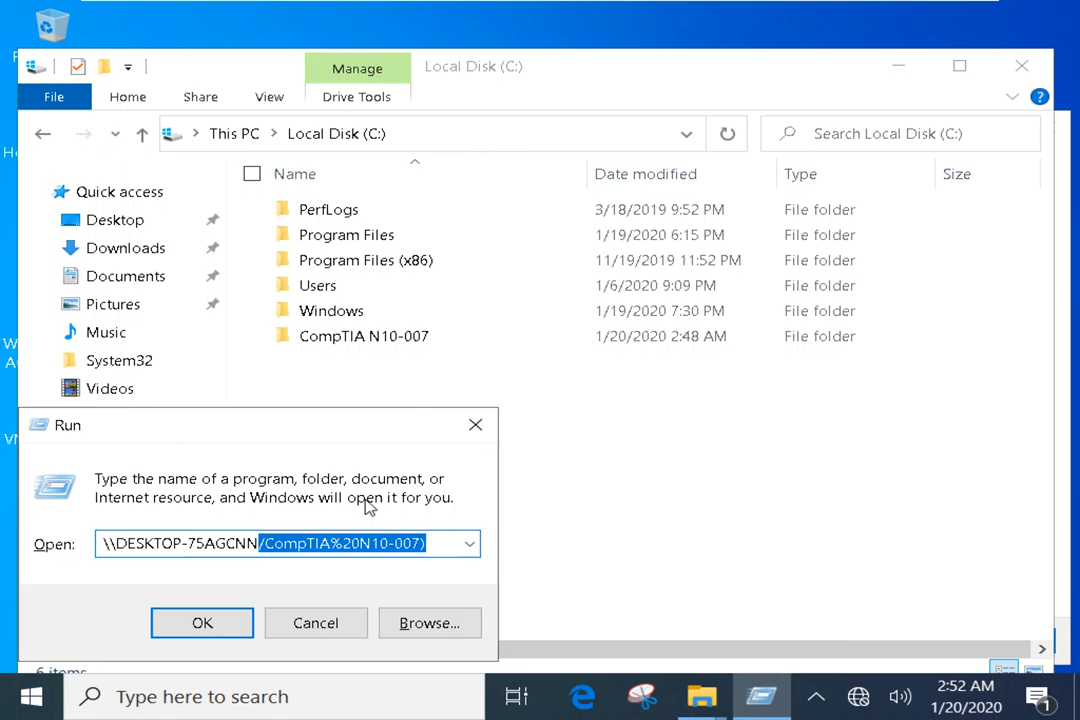 Manage
Local Disk (C:)
File
Home
Share
View
Drive Tools
This PC
Local Disk (C:)
Search Local Disk (C:)
Name
Date modified
Type
Size
Quick access
Desktop
Downloads
Documents
Pictures
Music
System32
Videos
PerfLogs 3/18/2019 9:52 PM File folder
Program Files 1/19/2020 6:15 PM File folder
Program Files (x86) 11/19/2019 11:52 PM File folder
Users 1/6/2020 9:09 PM File folder
Windows 1/19/2020 7:30 PM File folder
CompTIA N10-007 1/20/2020 2:48 AM File folder
Run
Type the name of a program, folder, document, or
Internet resource, and Windows will open it for you.
Open: \\DESKTOP-75AGCNN/CompTIA%20N10-007)
OK
Cancel
Browse...
6 items
Type here to search
2:52 AM
1/20/2020
1